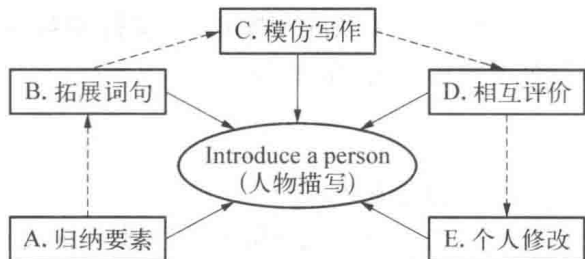 C. 模仿写作
B. 拓展词句
D. 相互评价
Introduce a person
(人物描写)
A. 归纳要素
E. 个人修改